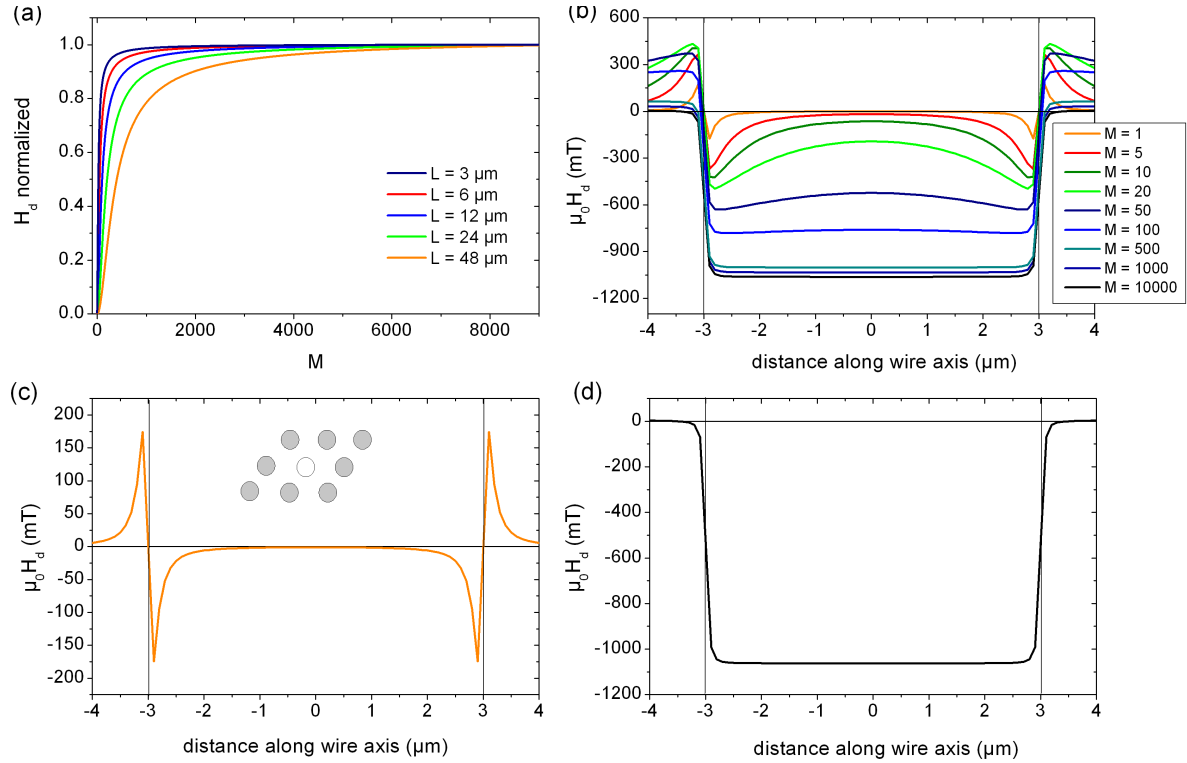 (a)
H_d normalized
1.0
0.8
0.6
0.4
0.2
0.0
L = 3 µm
L = 6 µm
L = 12 µm
L = 24 µm
L = 48 µm
0 2000 4000 6000 8000
M
(b)
µ₀H_d (mT)
600
300
0
-300
-600
-900
-1200
M = 1
M = 5
M = 10
M = 20
M = 50
M = 100
M = 500
M = 1000
M = 10000
-4 -3 -2 -1 0 1 2 3 4
distance along wire axis (µm)
(c)
µ₀H_d (mT)
200
150
100
50
0
-50
-100
-150
-200
-4 -3 -2 -1 0 1 2 3 4
distance along wire axis (µm)
(d)
µ₀H_d (mT)
0
-200
-400
-600
-800
-1000
-1200
-4 -3 -2 -1 0 1 2 3 4
distance along wire axis (µm)